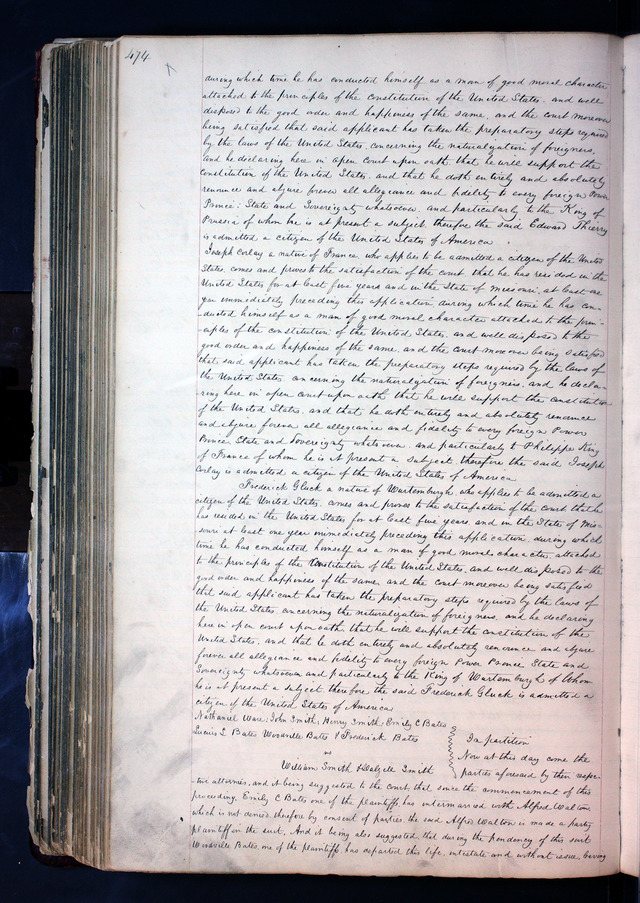 474
during which time he has conducted himself as a man of good moral character
attached to the principles of the constitution of the United States, and well
disposed to the good order and happiness of the same, and the court moreover
being satisfied that said applicant has taken the preparatory steps required
by the laws of the United States, concerning the naturalization of foreigners,
and he declaring here in open court upon oath that he will support the
constitution of the United States, and that he doth entirely and absolutely
renounce and abjure forever all allegiance and fidelity to every foreign Power
Prince, State and Sovereignty whatsoever, and particularly to the King of
Prussia of whom he is at present a subject, therefore the said Edward Thierry
is admitted a citizen of the United States of America
Joseph Corlay a native of France who applies to be admitted a citizen of the United
States, comes and proves to the satisfaction of the court that he has resided in the
United States for at least five years and in the State of Missouri, at least one
year immediately preceding this application during which time he has con-
-ducted himself as a man of good moral character attached to the prin-
-ciples of the constitution of the United States, and well disposed to the
good order and happiness of the same, and the court moreover being satisfied
that said applicant has taken the preparatory steps required by the laws of
the United States, concerning the naturalization of foreigners, and he decla-
-ring here in open court upon oath that he will support the constitution
of the United States, and that he doth entirely and absolutely renounce
and abjure forever all allegiance and fidelity to every foreign Power
Prince State and Sovereignty whatsoever and particularly to Philippe King
of France of whom he is at present a subject, therefore the said Joseph
Corlay is admitted a citizen of the United States of America
Frederick Gluck a native of Wurtemburgh who applies to be admitted a
citizen of the United States, comes and proves to the satisfaction of the court that he
has resided in the United States for at least five years, and in the State of Mis-
souri at least one year immediately preceding this application, during which
time he has conducted himself as a man of good moral character, attached
to the principles of the Constitution of the United States, and well disposed to the
good order and happiness of the same, and the Court moreover being satisfied
that said applicant has taken the preparatory steps required by the laws of
the United States, concerning the naturalization of foreigners, and he declaring
here in open court upon oath, that he will support the constitution of the
United States, and that he doth entirely and absolutely renounce and abjure
forever all allegiance and fidelity to every foreign Power Prince State and
Sovereignty whatsoever and particularly to the King of Wurtemburgh of whom
he is at present a subject therefore the said Frederick Gluck is admitted a
citizen of the United States of America
Nathaniel Ware, John Smith, Henry Smith, Emily C Bates
Lucius L Bates Woodville Bates & Frederick Bates
vs
William Smith & Dalzell Smith
In partition
Now at this day come the
parties aforesaid by their respec-
-tive attornies, and it being suggested to the court, that since the commencement of this
proceeding, Emily C Bates one of the plaintiffs has intermarried with Alfred Walton,
which is not denied, therefore by consent of parties the said Alfred Walton is made a party
plaintiff in the suit, And it being also suggested that during the pendency of this suit
Woodville Bates, one of the plaintiffs, has departed this life, intestate and without issue, leaving